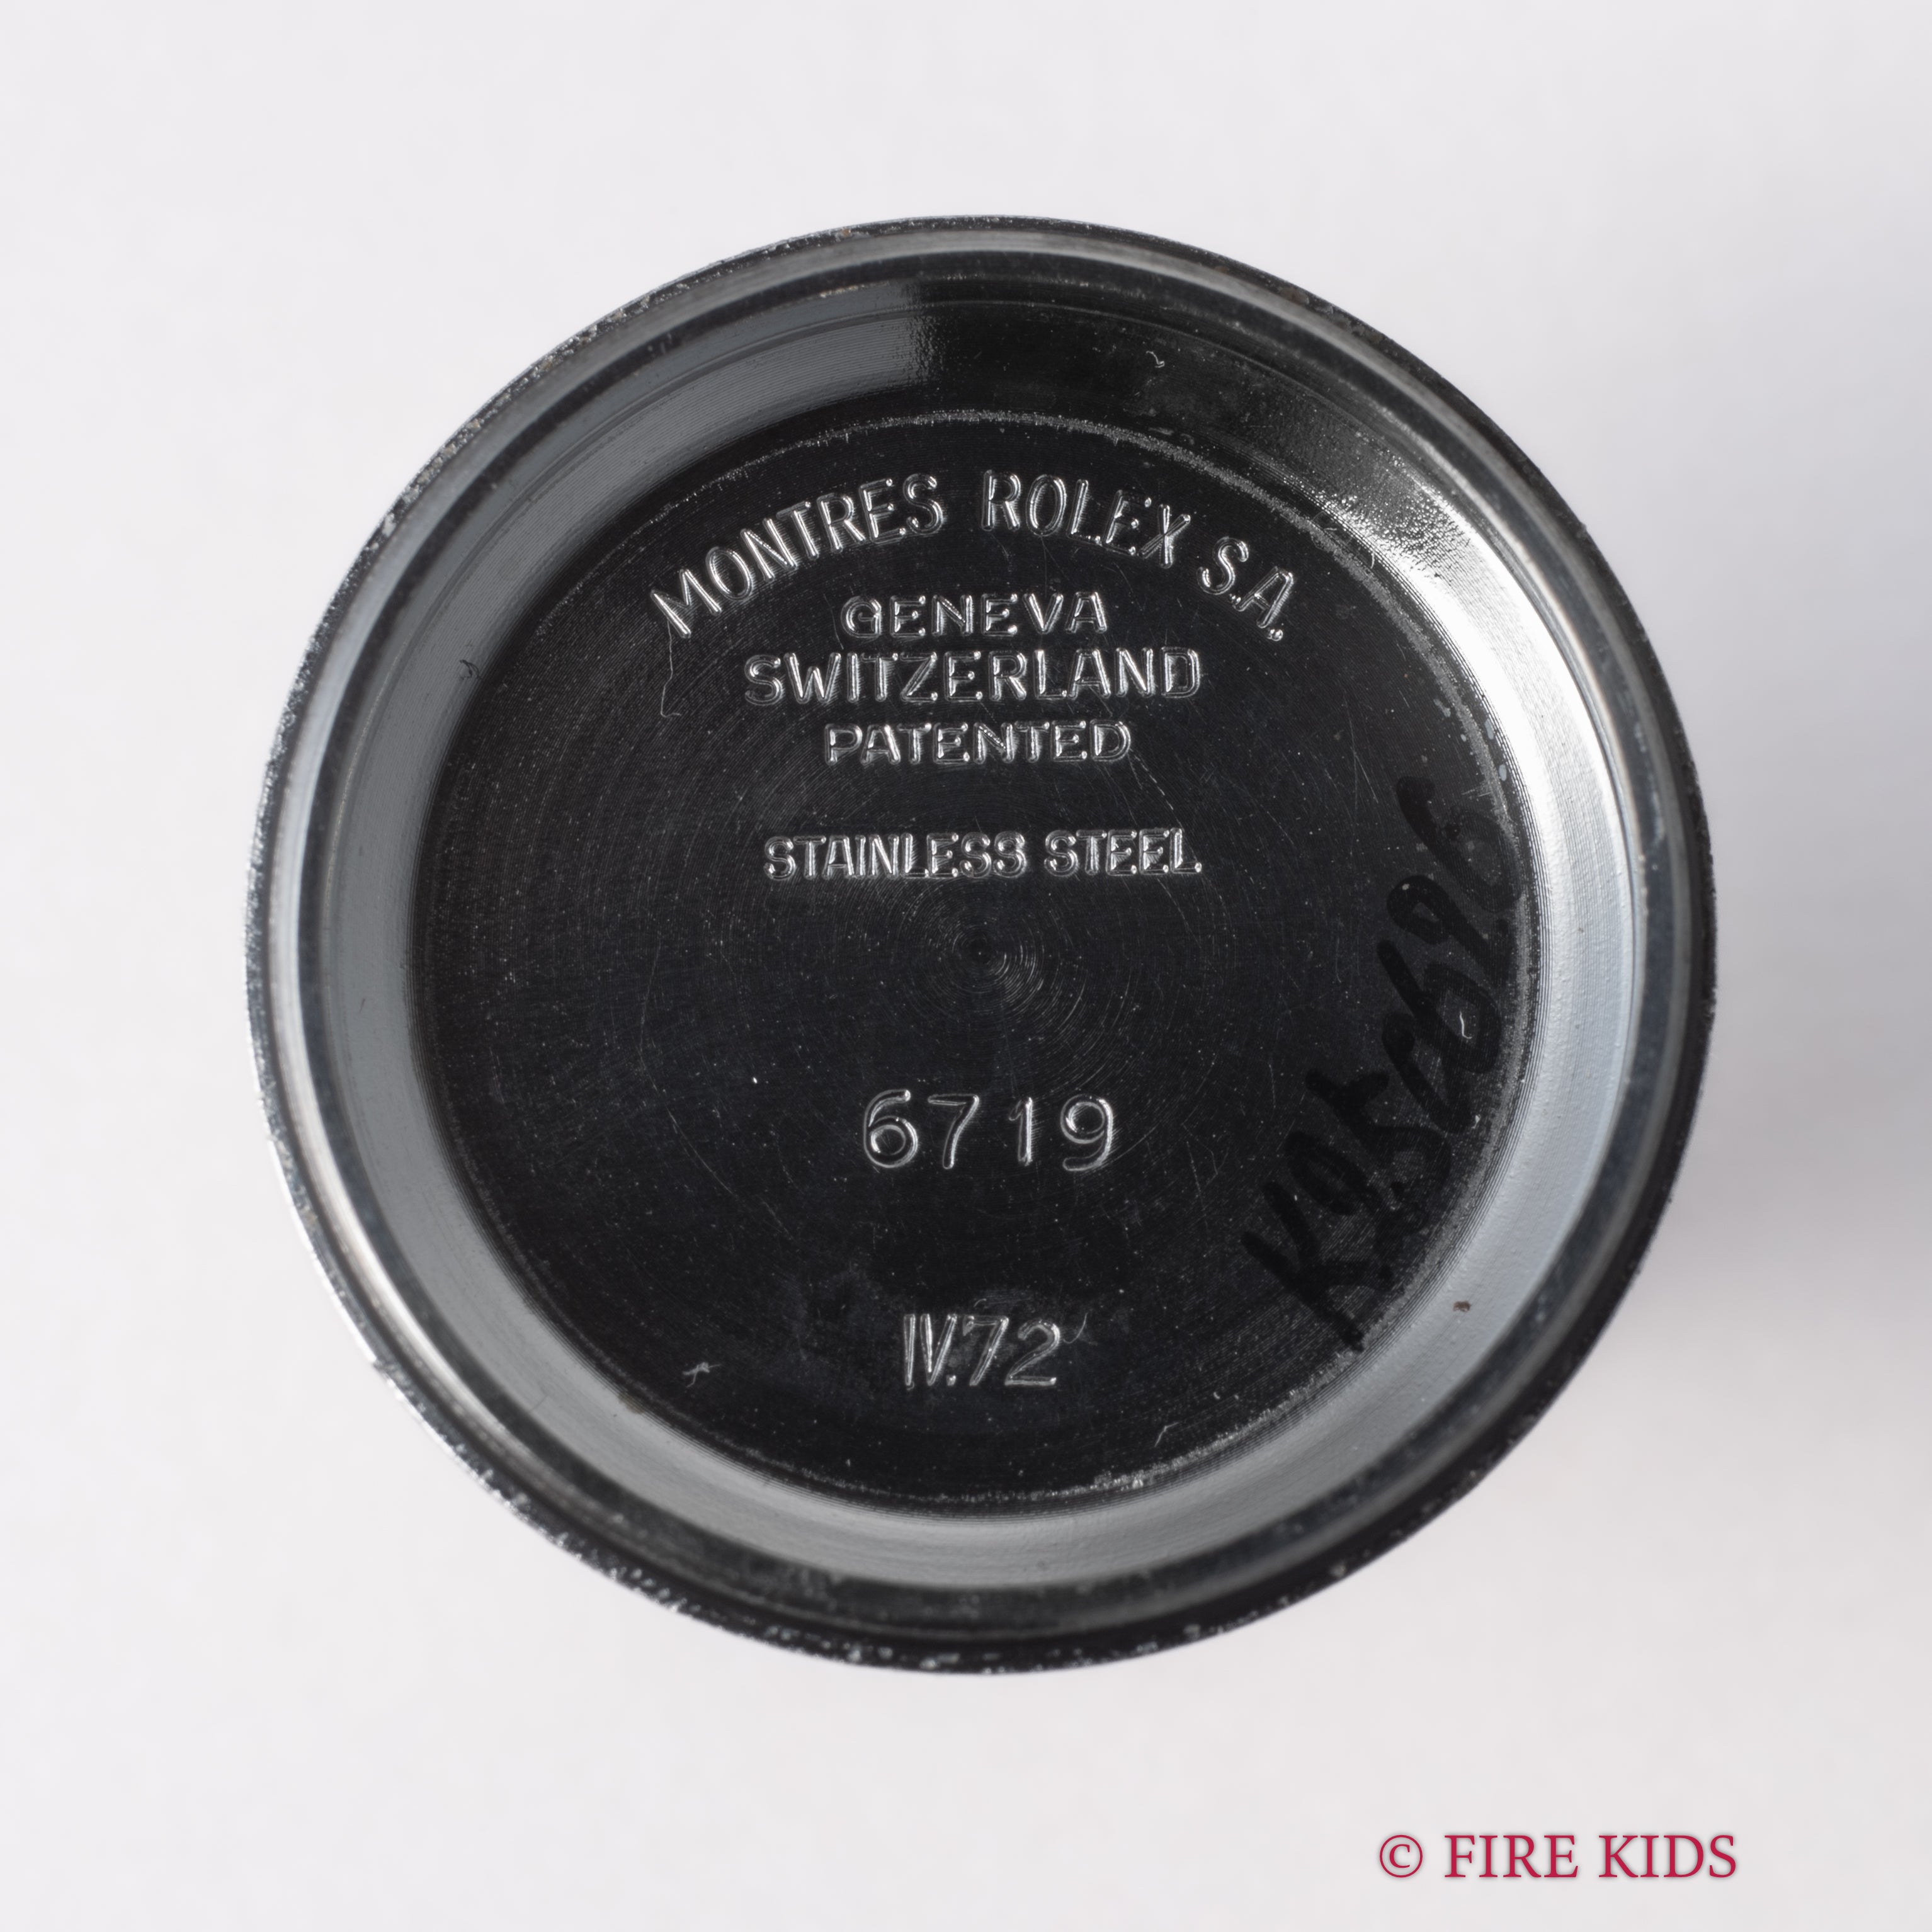 MONTRES ROLEX S.A.
GENEVA
SWITZERLAND
PATENTED
STAINLESS STEEL
6719
IV.72
© FIRE KIDS